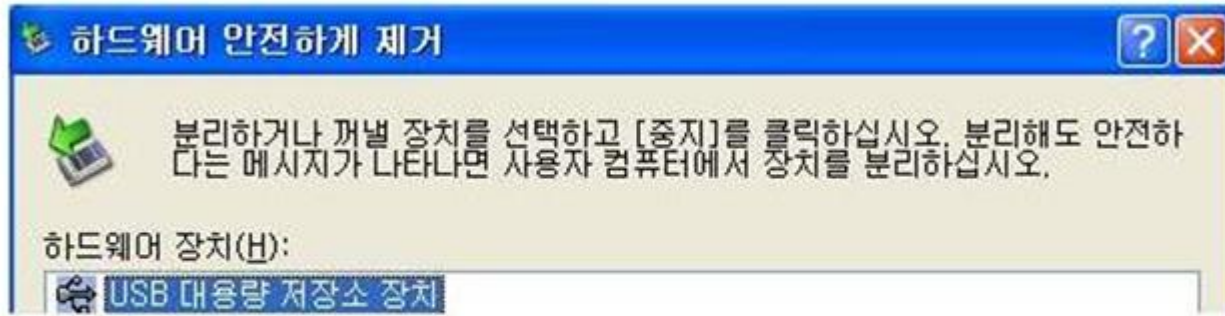 하드웨어 안전하게 제거
분리하거나 꺼낼 장치를 선택하고 [중지]를 클릭하십시오. 분리해도 안전하
다는 메시지가 나타나면 사용자 컴퓨터에서 장치를 분리하십시오.
하드웨어 장치(H):
USB 대용량 저장소 장치